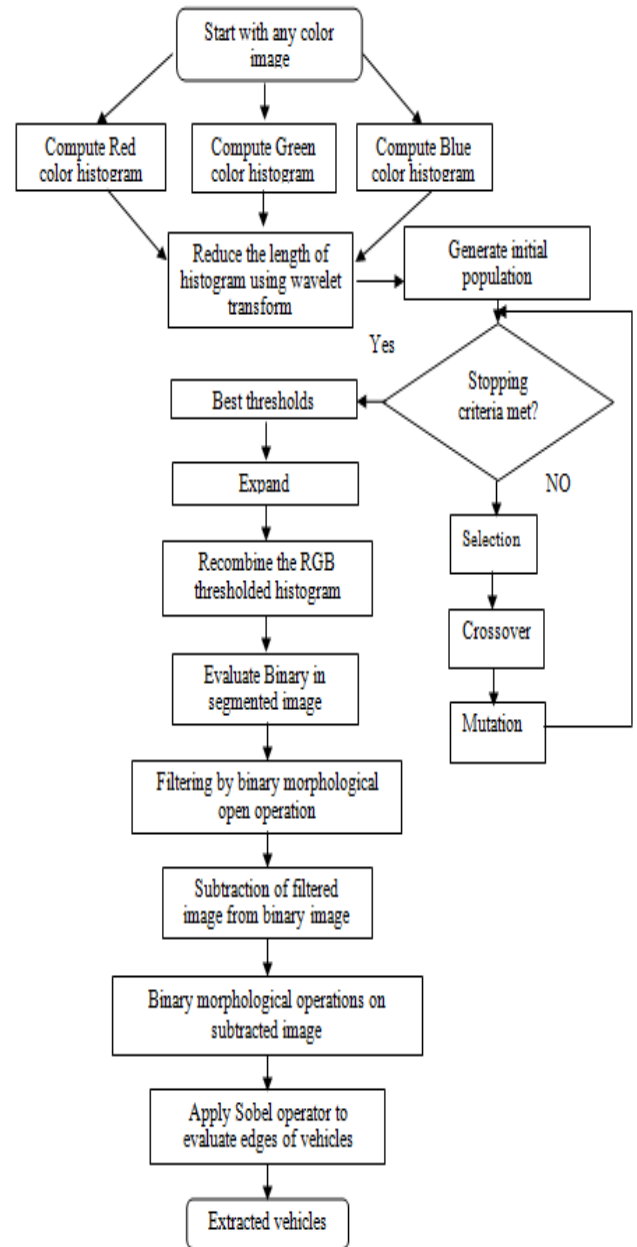 Start with any color
image
Compute Red
color histogram
Compute Green
color histogram
Compute Blue
color histogram
Reduce the length of
histogram using wavelet
transform
Generate initial
population
Yes
Stopping
criteria met?
Best thresholds
NO
Expand
Selection
Recombine the RGB
thresholded histogram
Crossover
Evaluate Binary in
segmented image
Mutation
Filtering by binary morphological
open operation
Subtraction of filtered
image from binary image
Binary morphological operations on
subtracted image
Apply Sobel operator to
evaluate edges of vehicles
Extracted vehicles